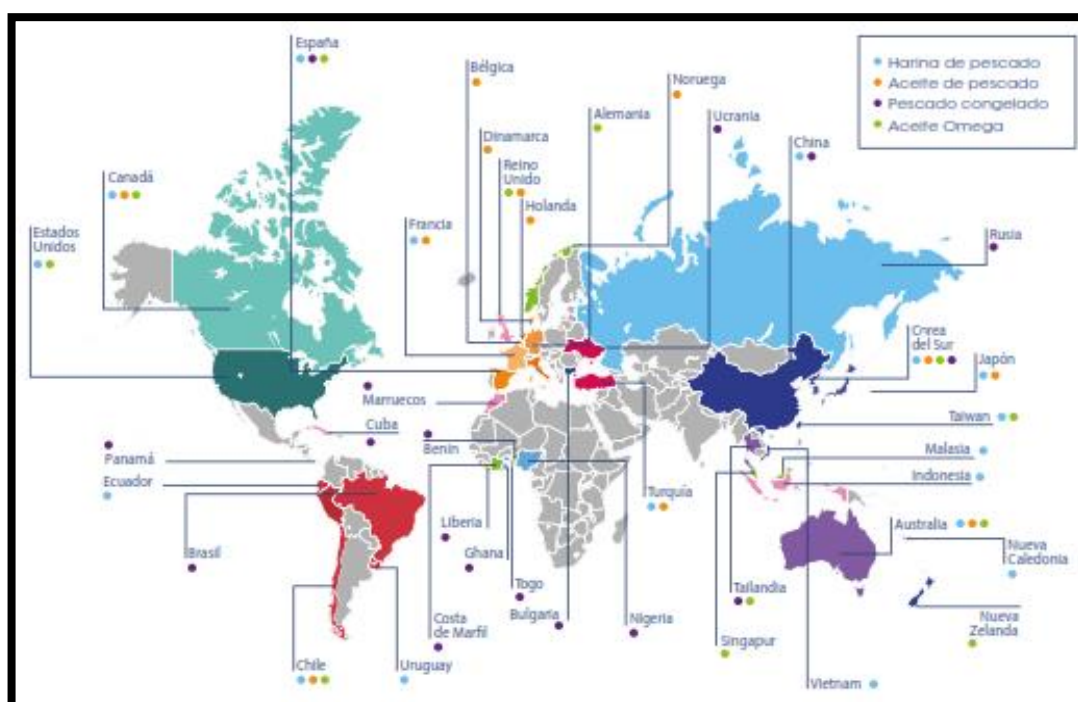 España
Bélgica
Noruega
Harina de pescado
Aceite de pescado
Pescado congelado
Aceite Omega
Alemania
Ucrania
Dinamarca
China
Reino
Unido
Canadá
Holanda
Estados
Unidos
Francia
Rusia
Corea
del Sur
Japón
Marruecos
Cuba
Taiwan
Benín
Malasia
Panamá
Ecuador
Indonesia
Turquía
Liberia
Australia
Brasil
Ghana
Nueva
Caledonia
Togo
Tailandia
Costa
de Marfil
Bulgaria
Nigeria
Nueva
Zelanda
Singapur
Chile
Uruguay
Vietnam